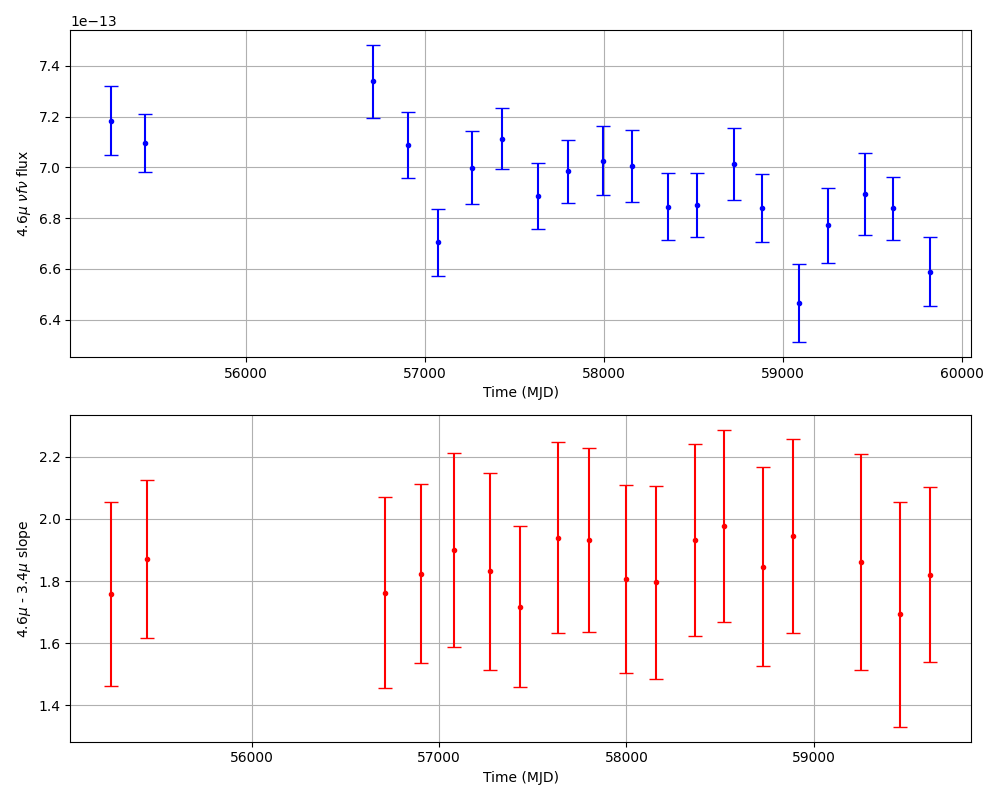 1e−13
4.6μ νfν flux
7.4
7.2
7.0
6.8
6.6
6.4
56000 57000 58000 59000 60000
Time (MJD)
4.6μ - 3.4μ slope
2.2
2.0
1.8
1.6
1.4
56000 57000 58000 59000
Time (MJD)